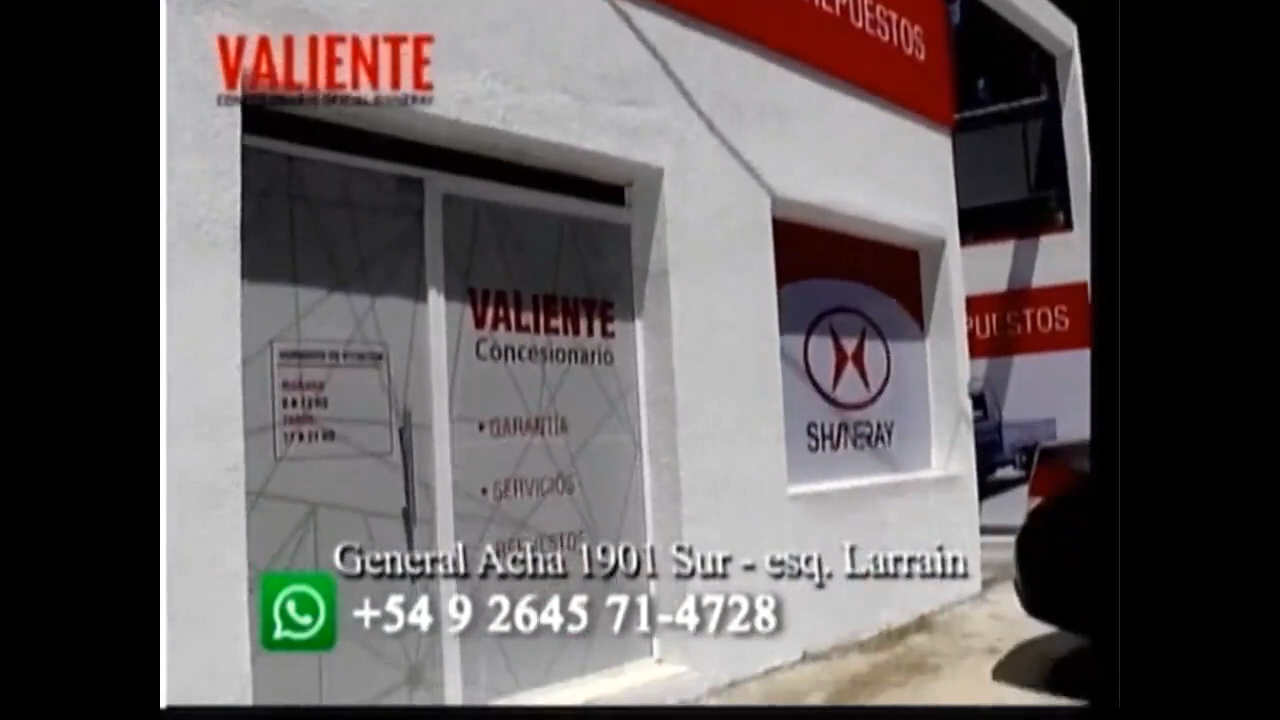 VALIENTE
REPUESTOS
VALIENTE
Concesionario
• GARANTÍA
• SERVICIOS
SHINERAY
PUESTOS
General Acha 1901 Sur - esq. Larrain
+54 9 2645 71-4728